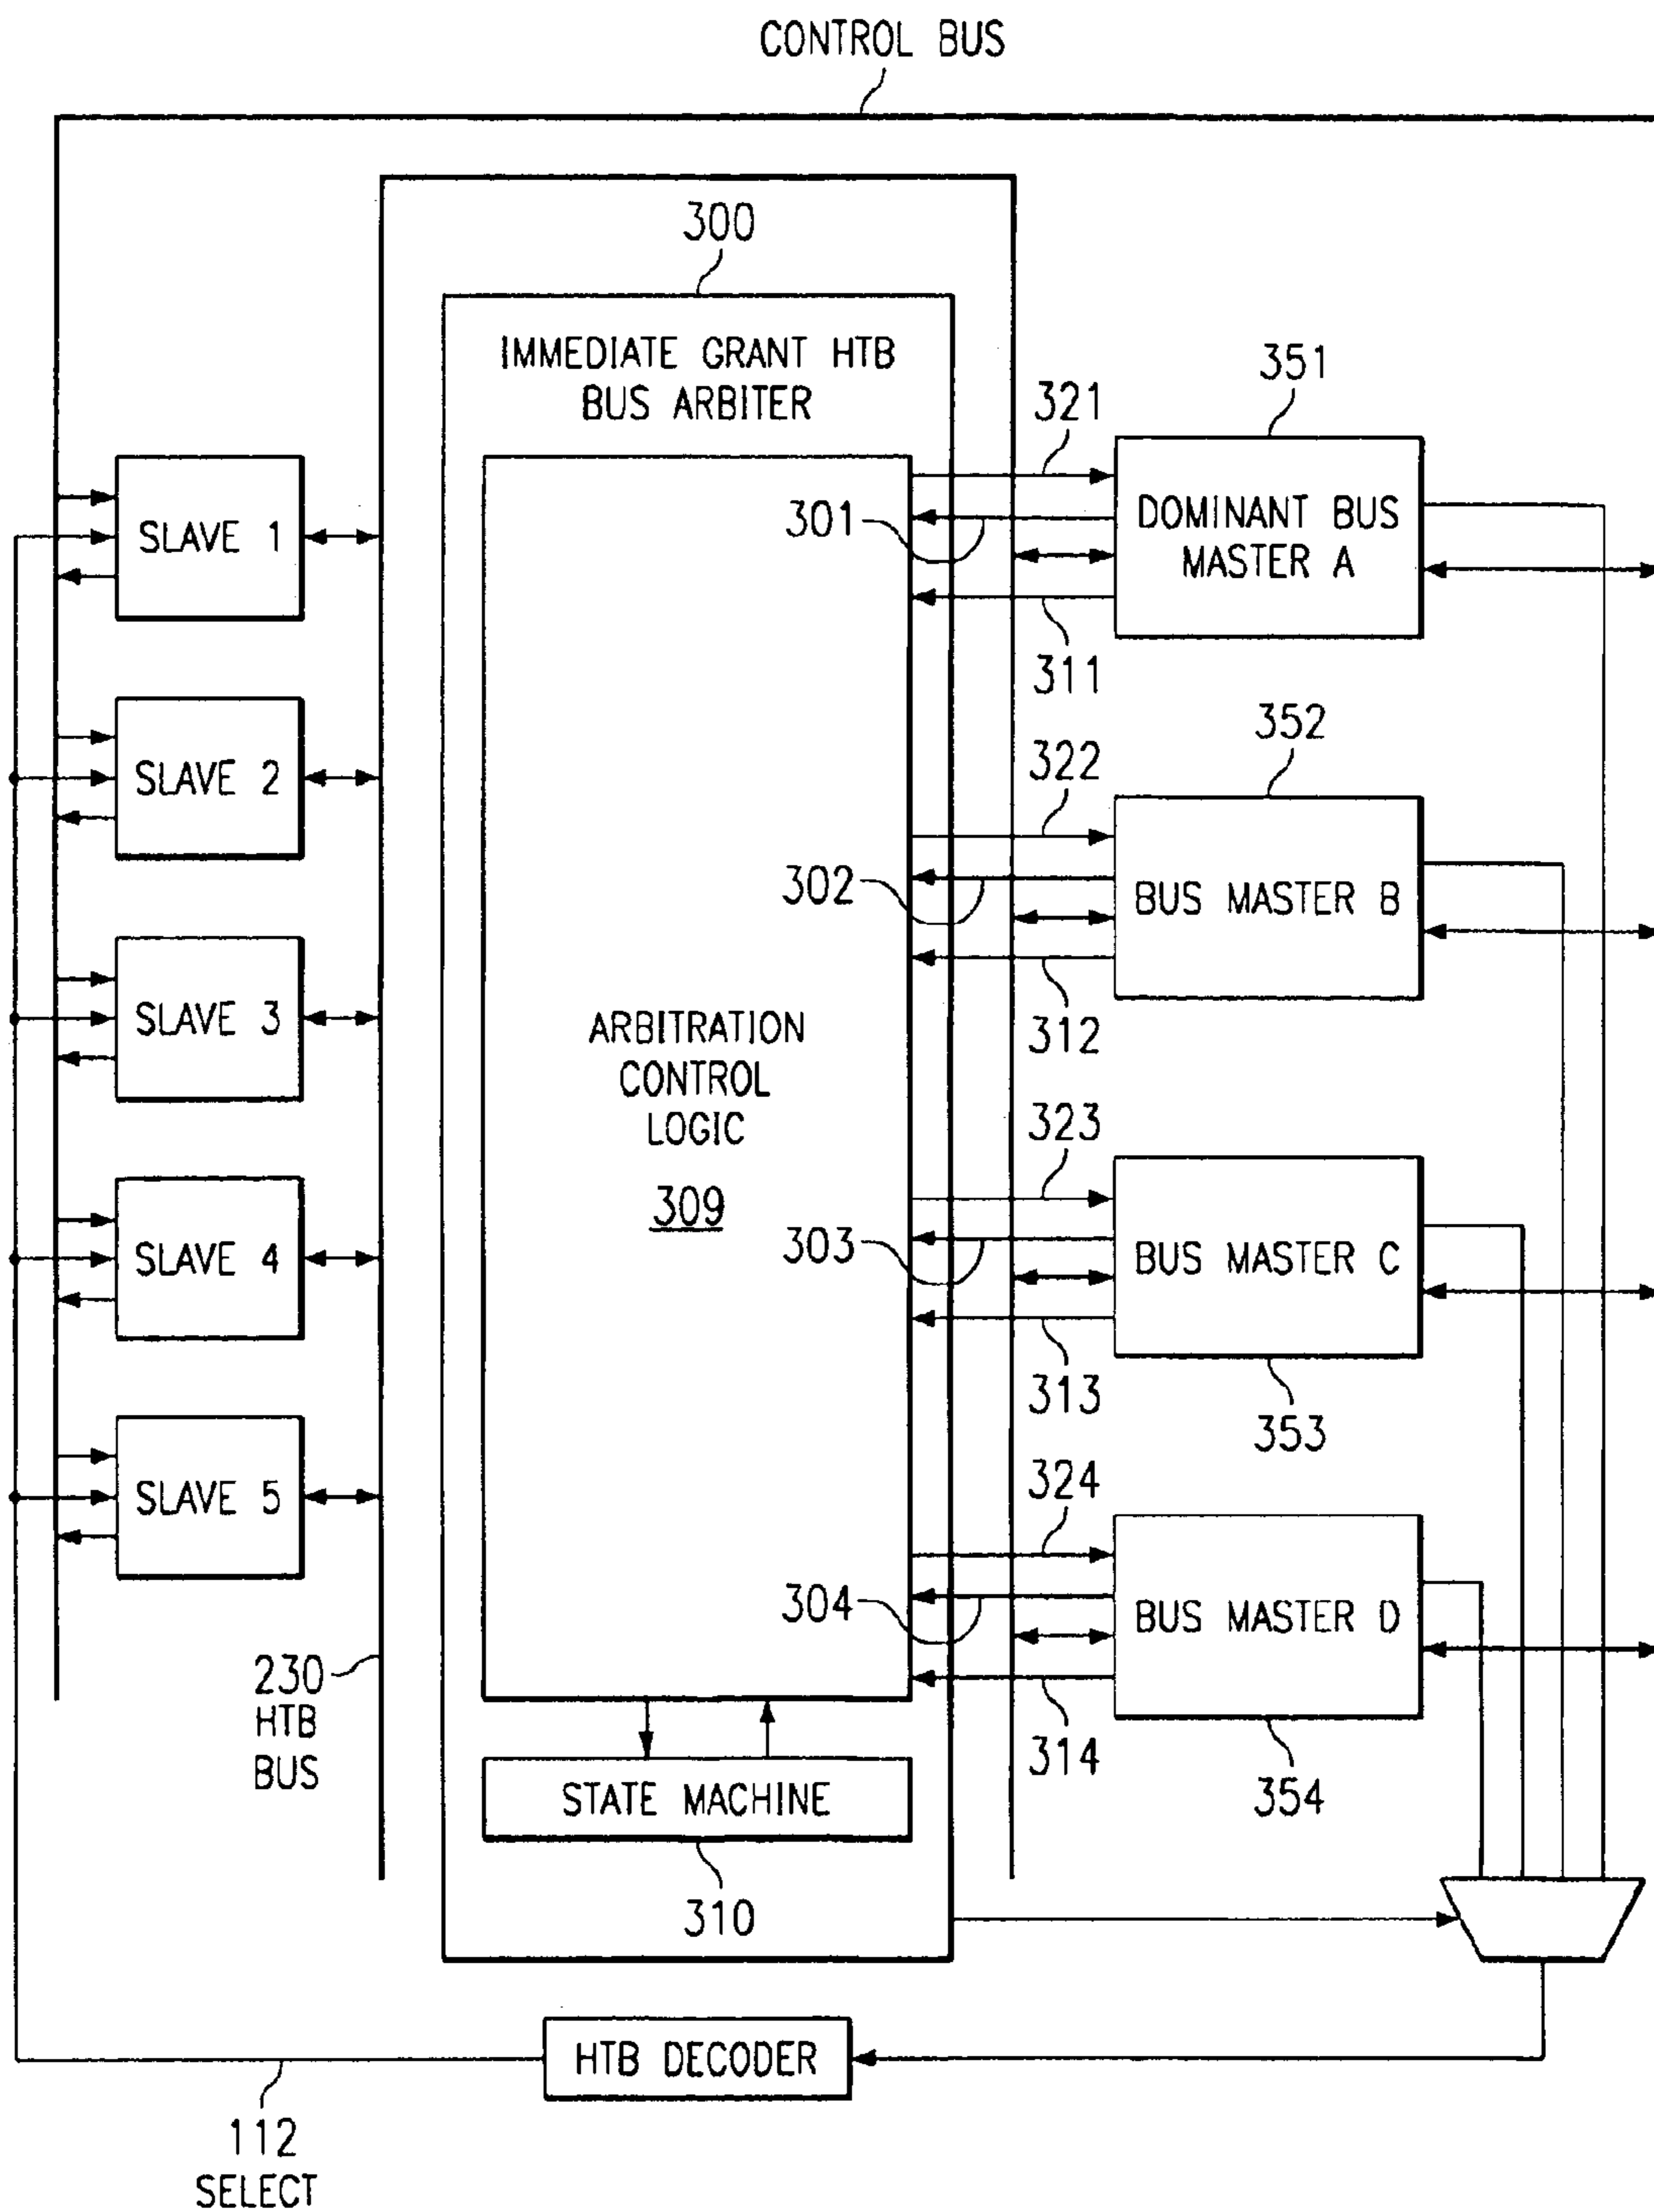 CONTROL BUS
300
IMMEDIATE GRANT HTB
BUS ARBITER
351
321
301
DOMINANT BUS
MASTER A
311
SLAVE 1
352
322
SLAVE 2
302
BUS MASTER B
312
SLAVE 3
ARBITRATION
CONTROL
LOGIC
309
323
303
BUS MASTER C
313
353
SLAVE 4
324
SLAVE 5
304
BUS MASTER D
314
354
230
HTB
BUS
STATE MACHINE
310
HTB DECODER
112
SELECT